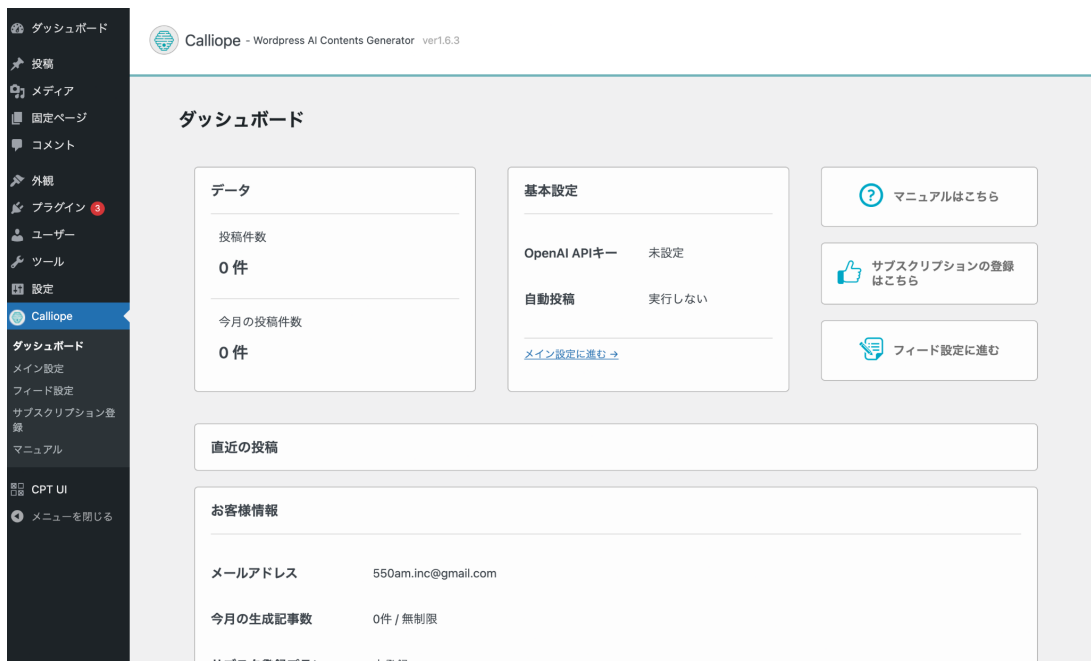 ダッシュボード
投稿
メディア
固定ページ
コメント
外観
プラグイン 3
ユーザー
ツール
設定
Calliope
ダッシュボード
メイン設定
フィード設定
サブスクリプション登
録
マニュアル
CPT UI
メニューを閉じる
Calliope - Wordpress AI Contents Generator ver1.6.3
ダッシュボード
データ
投稿件数
0 件
今月の投稿件数
0 件
基本設定
OpenAI APIキー 未設定
自動投稿 実行しない
メイン設定に進む →
マニュアルはこちら
サブスクリプションの登録
はこちら
フィード設定に進む
直近の投稿
お客様情報
メールアドレス 550am.inc@gmail.com
今月の生成記事数 0件 / 無制限